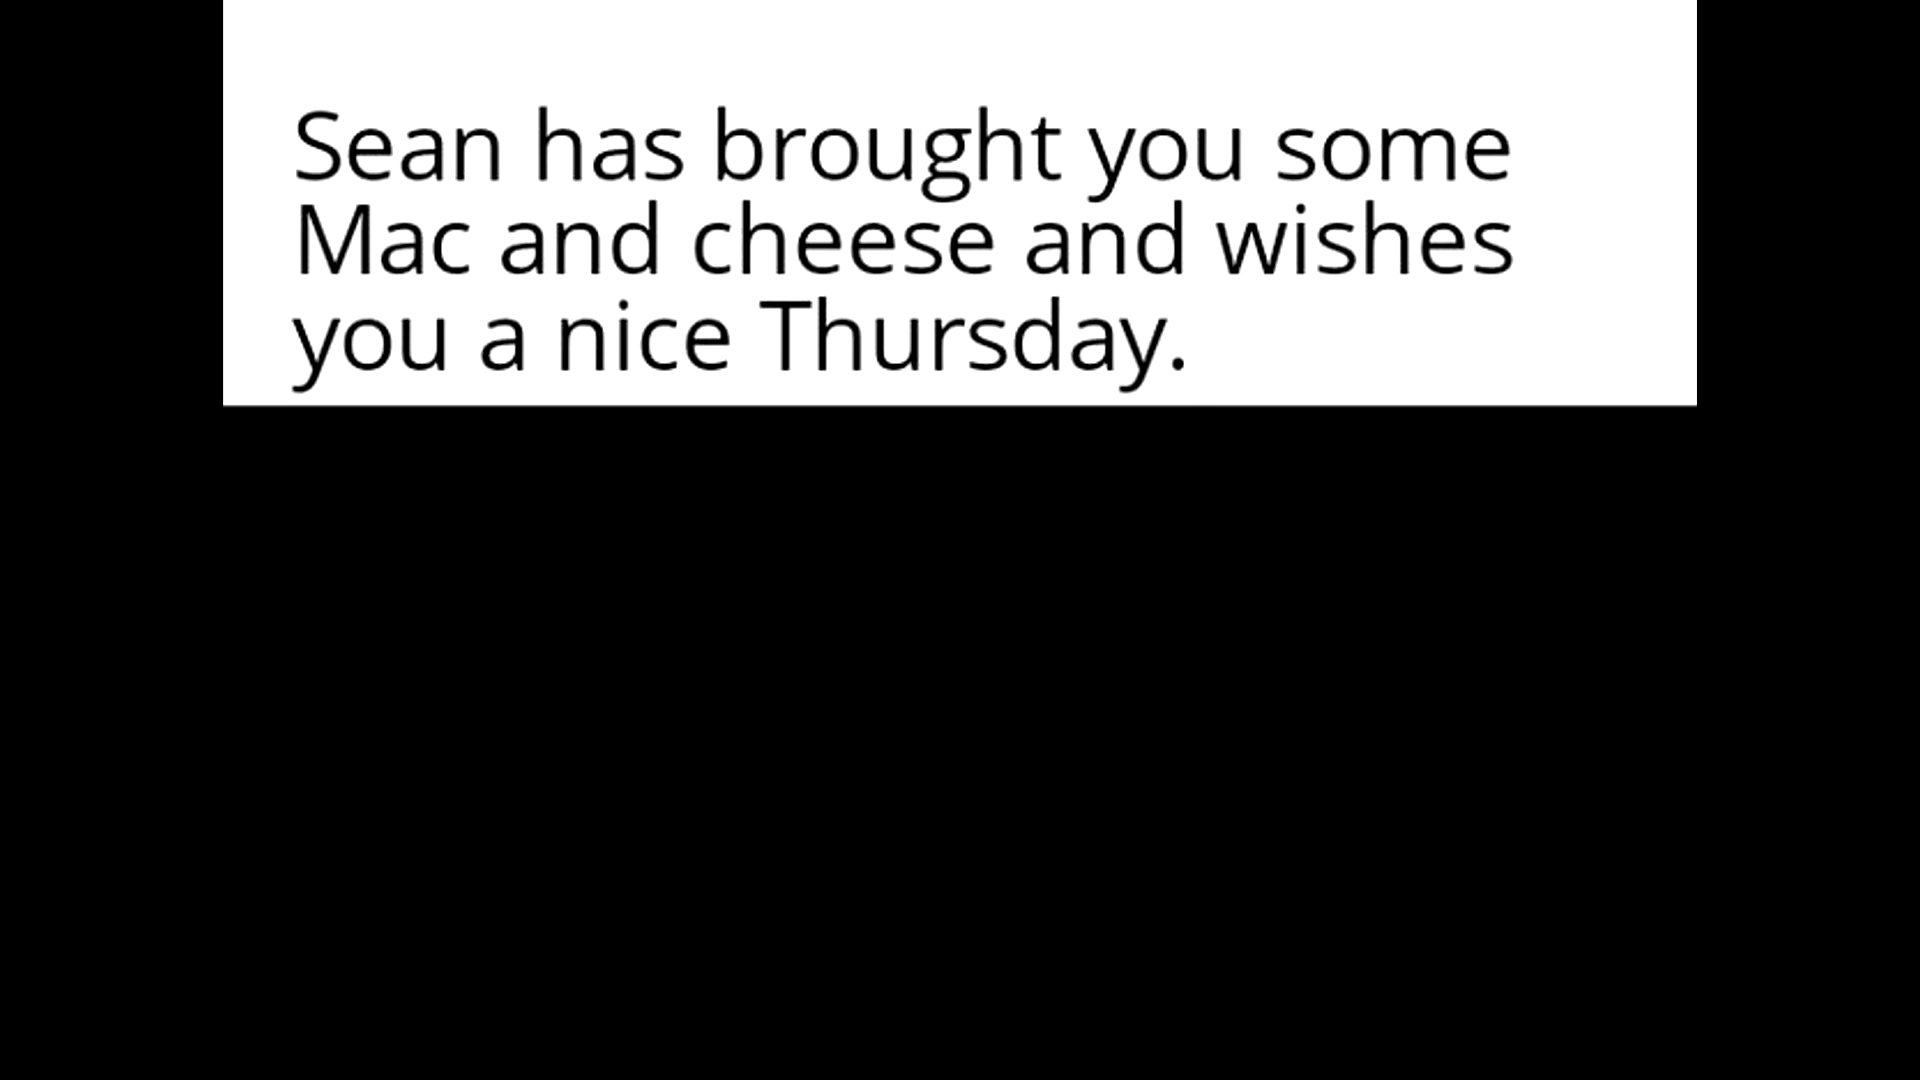 Sean has brought you some
Mac and cheese and wishes
you a nice Thursday.